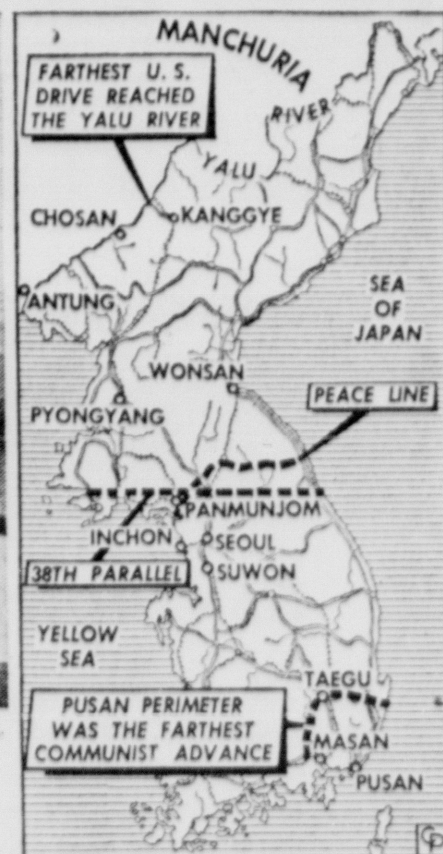 MANCHURIA
FARTHEST U. S.
DRIVE REACHED
THE YALU RIVER
YALU RIVER
CHOSAN
KANGGYE
ANTUNG
SEA
OF
JAPAN
WONSAN
PEACE LINE
PYONGYANG
PANMUNJOM
INCHON
SEOUL
38TH PARALLEL
SUWON
YELLOW
SEA
TAEGU
PUSAN PERIMETER
WAS THE FARTHEST
COMMUNIST ADVANCE
MASAN
PUSAN
CP